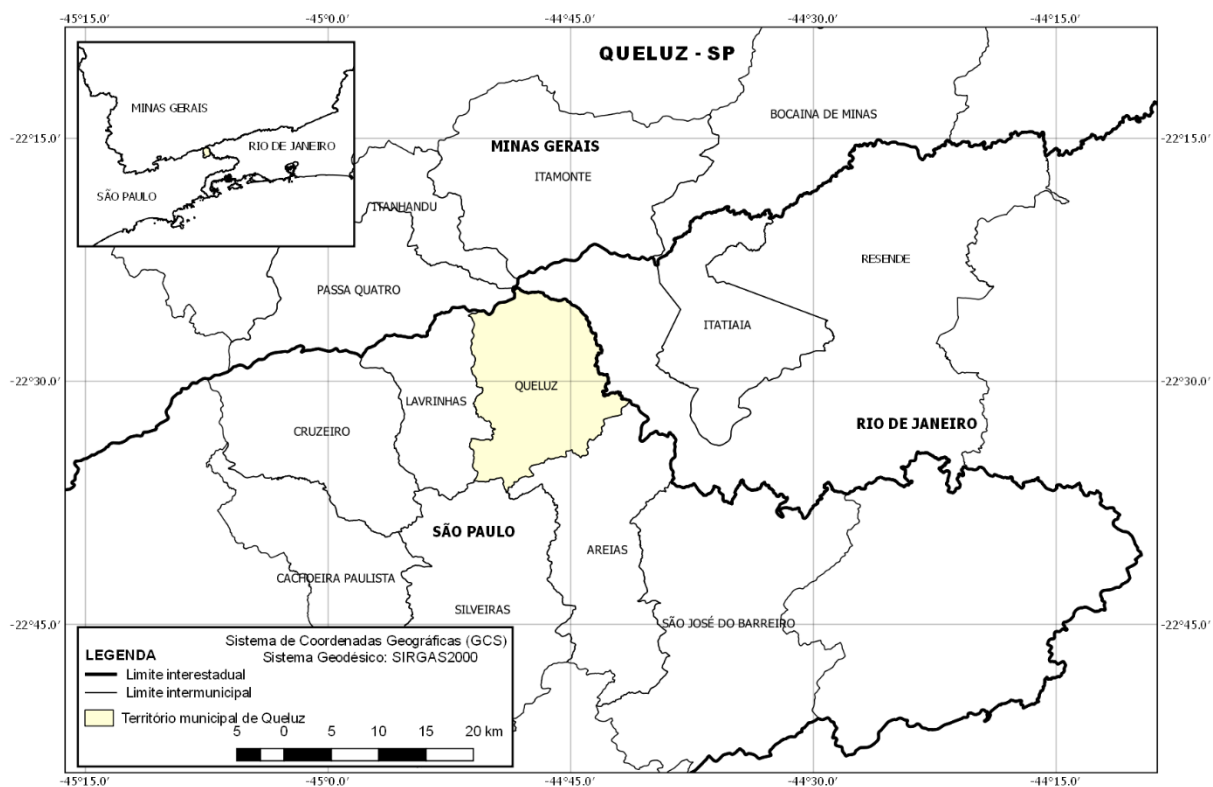 -45°15.0'
-45°0.0'
-44°45.0'
-44°30.0'
-44°15.0'
QUELUZ - SP
MINAS GERAIS
RIO DE JANEIRO
SÃO PAULO
BOCAINA DE MINAS
-22°15.0'
-22°15.0'
MINAS GERAIS
ITAMONTE
ITANHANDU
RESENDE
PASSA QUATRO
ITATIAIA
-22°30.0'
QUELUZ
-22°30.0'
LAVRINHAS
CRUZEIRO
RIO DE JANEIRO
SÃO PAULO
AREIAS
CACHOEIRA PAULISTA
SILVEIRAS
SÃO JOSÉ DO BARREIRO
-22°45.0'
-22°45.0'
Sistema de Coordenadas Geográficas (GCS)
Sistema Geodésico: SIRGAS2000
LEGENDA
Limite interestadual
Limite intermunicipal
Território municipal de Queluz
5 0 5 10 15 20 km
-45°15.0'
-45°0.0'
-44°45.0'
-44°30.0'
-44°15.0'